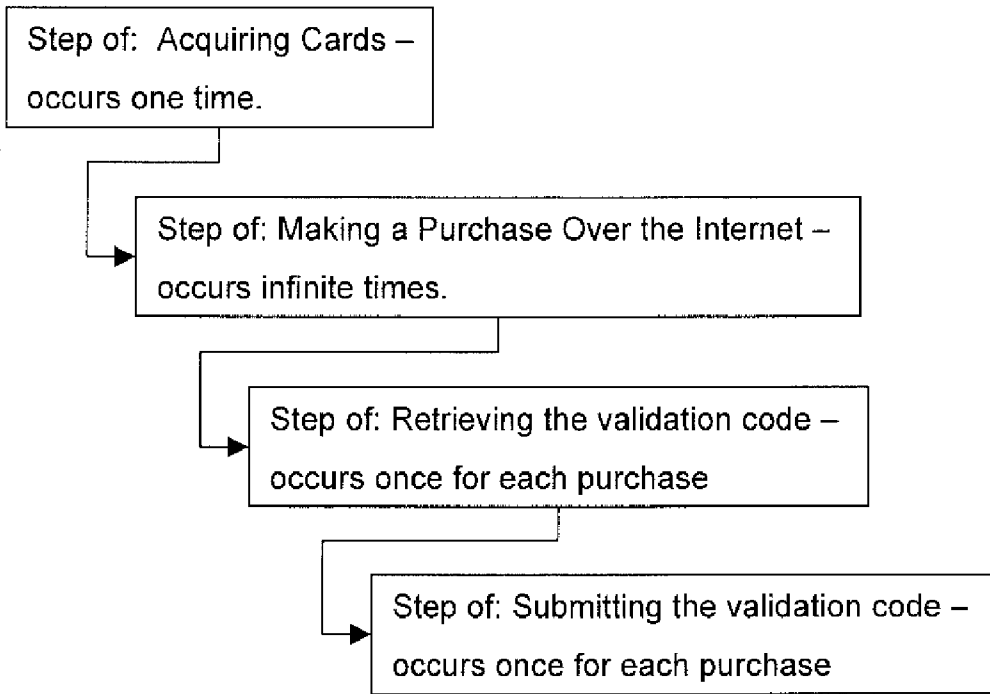 Step of: Acquiring Cards –
occurs one time.
Step of: Making a Purchase Over the Internet –
occurs infinite times.
Step of: Retrieving the validation code –
occurs once for each purchase
Step of: Submitting the validation code –
occurs once for each purchase